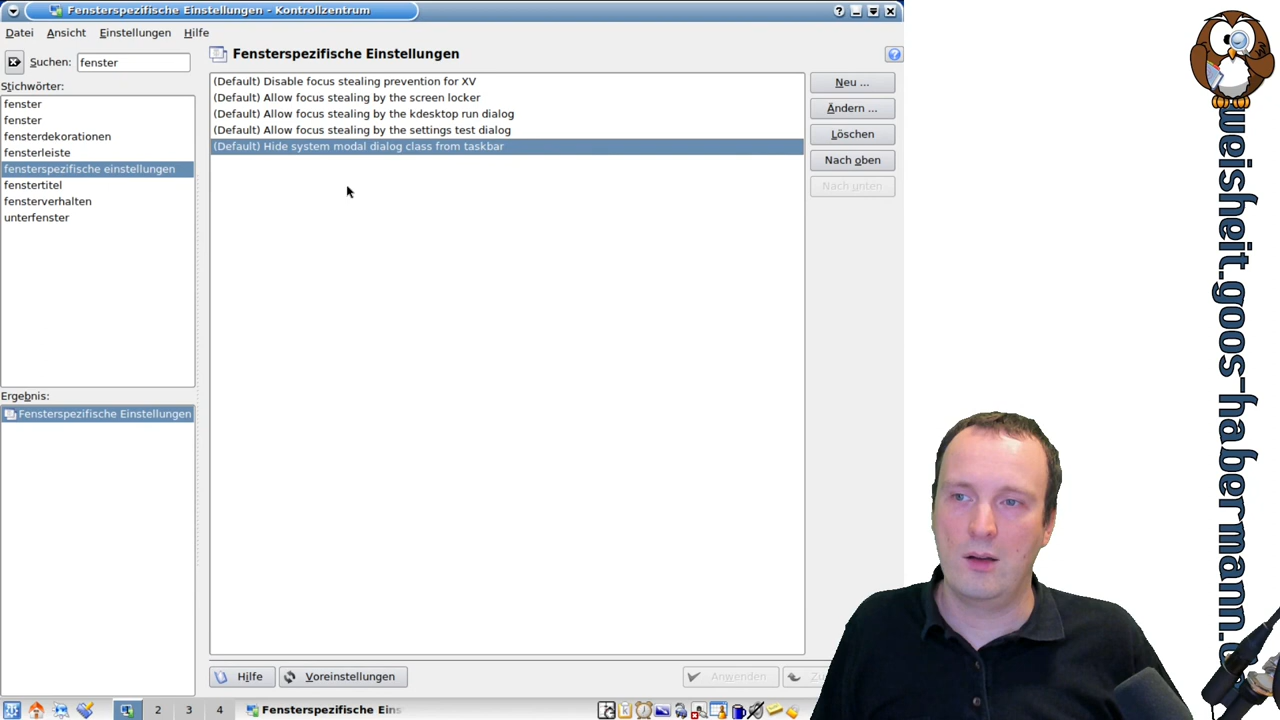 Fensterspezifische Einstellungen - Kontrollzentrum
Datei Ansicht Einstellungen Hilfe
Suchen: fenster
Stichwörter:
fenster
fenster
fensterdekorationen
fensterleiste
fensterspezifische einstellungen
fenstertitel
fensterverhalten
unterfenster
Ergebnis:
Fensterspezifische Einstellungen
Fensterspezifische Einstellungen
(Default) Disable focus stealing prevention for XV
(Default) Allow focus stealing by the screen locker
(Default) Allow focus stealing by the kdesktop run dialog
(Default) Allow focus stealing by the settings test dialog
(Default) Hide system modal dialog class from taskbar
Neu ...
Ändern ...
Löschen
Nach oben
Nach unten
Hilfe
Voreinstellungen
Anwenden
2 3 4
Fensterspezifische Eins
weisheit.goos-habermann.